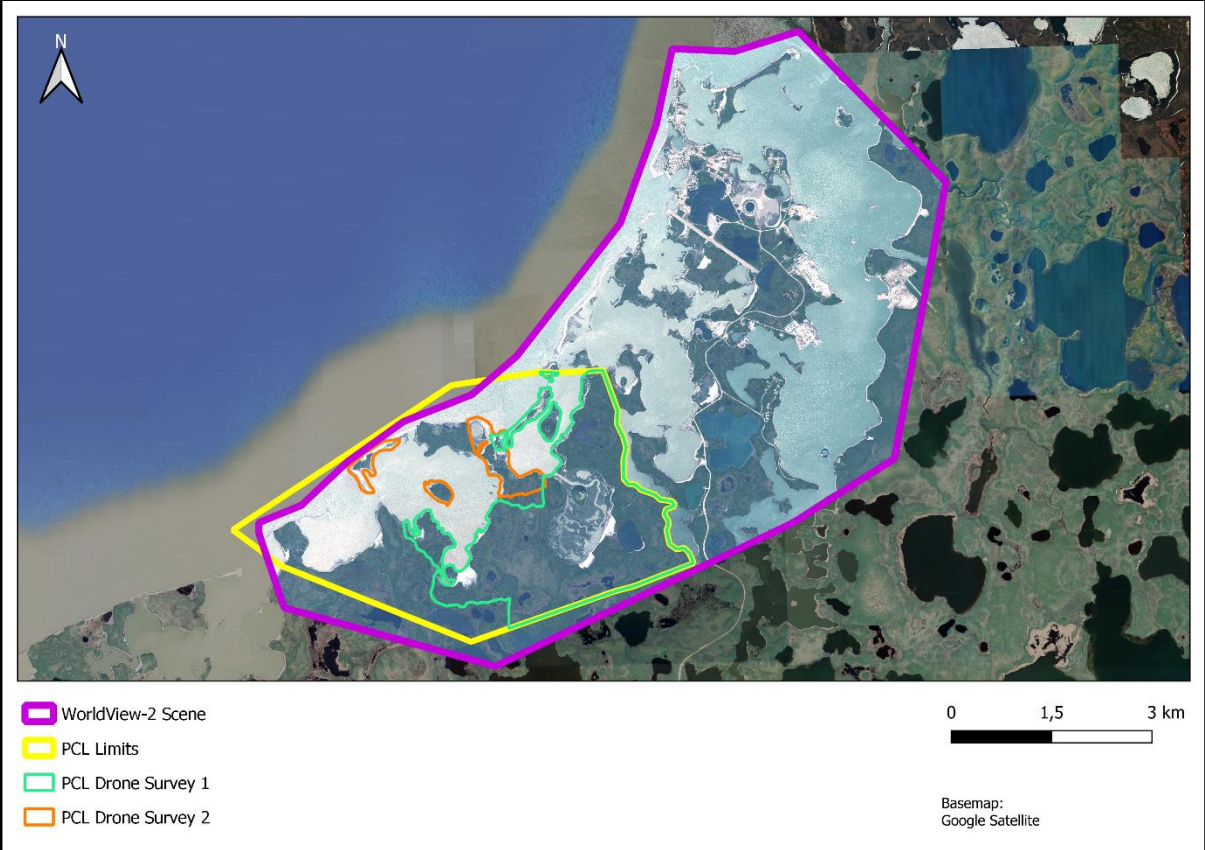 N
WorldView-2 Scene
PCL Limits
PCL Drone Survey 1
PCL Drone Survey 2
0 1,5 3 km
Basemap:
Google Satellite